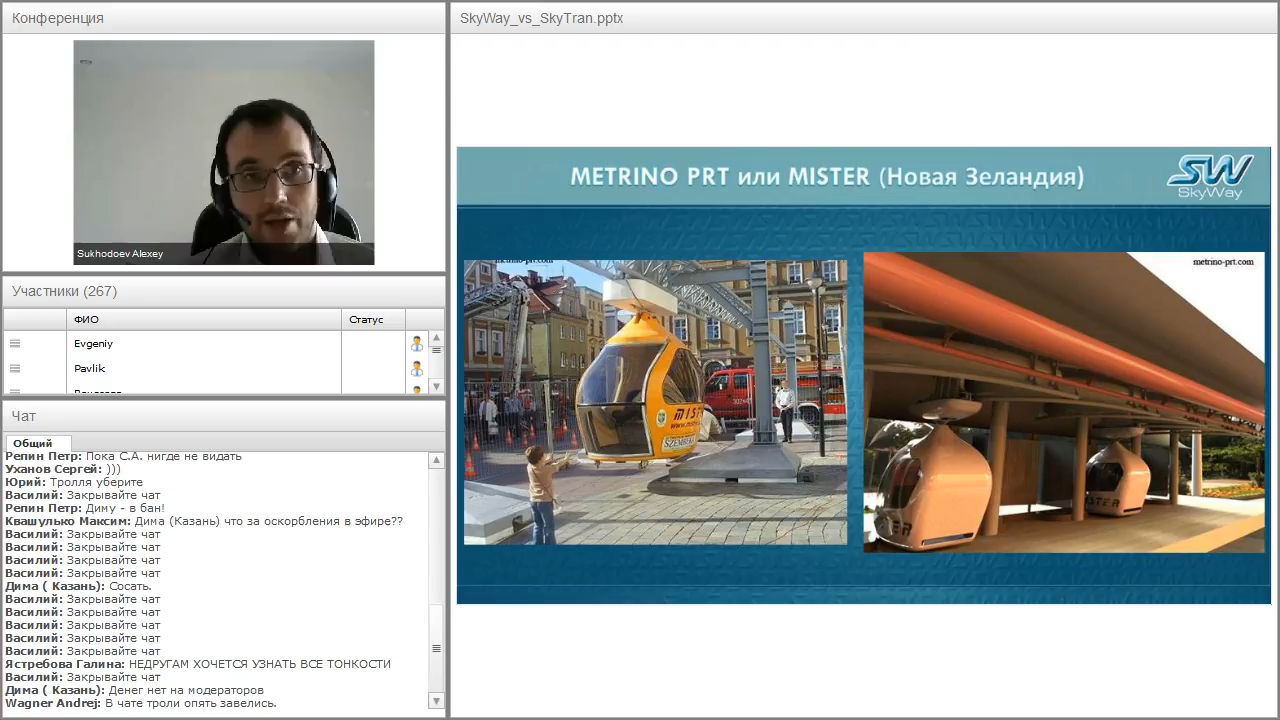 Конференция
Sukhodoev Alexey
Участники (267)
ФИО
Статус
Evgeniy
Pavlik
Чат
Общий
Репин Петр: Пока С.А. нигде не видать
Уханов Сергей: )))
Юрий: Тролля уберите
Василий: Закрывайте чат
Репин Петр: Диму - в бан!
Квашулько Максим: Дима (Казань) что за оскорбления в эфире??
Василий: Закрывайте чат
Василий: Закрывайте чат
Василий: Закрывайте чат
Василий: Закрывайте чат
Дима ( Казань): Сосать.
Василий: Закрывайте чат
Василий: Закрывайте чат
Василий: Закрывайте чат
Василий: Закрывайте чат
Василий: Закрывайте чат
Ястребова Галина: НЕДРУГАМ ХОЧЕТСЯ УЗНАТЬ ВСЕ ТОНКОСТИ
Василий: Закрывайте чат
Дима ( Казань): Денег нет на модераторов
Wagner Andrej: В чате троли опять завелись.
SkyWay_vs_SkyTran.pptx
METRINO PRT или MISTER (Новая Зеландия)
SW
SkyWay
metrino-prt.com
metrino-prt.com